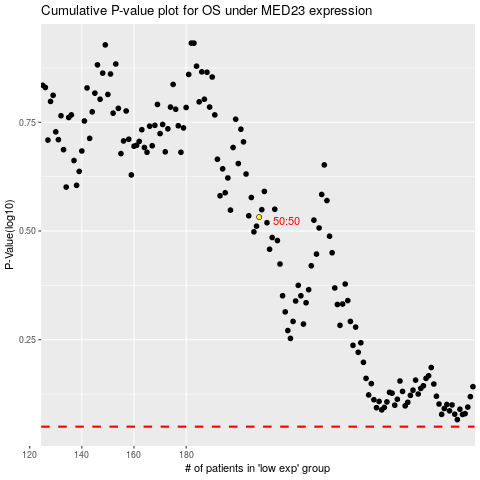 Cumulative P-value plot for OS under MED23 expression
P-Value(log10)
0.75
0.50
0.25
50:50
120
140
160
180
# of patients in 'low exp' group